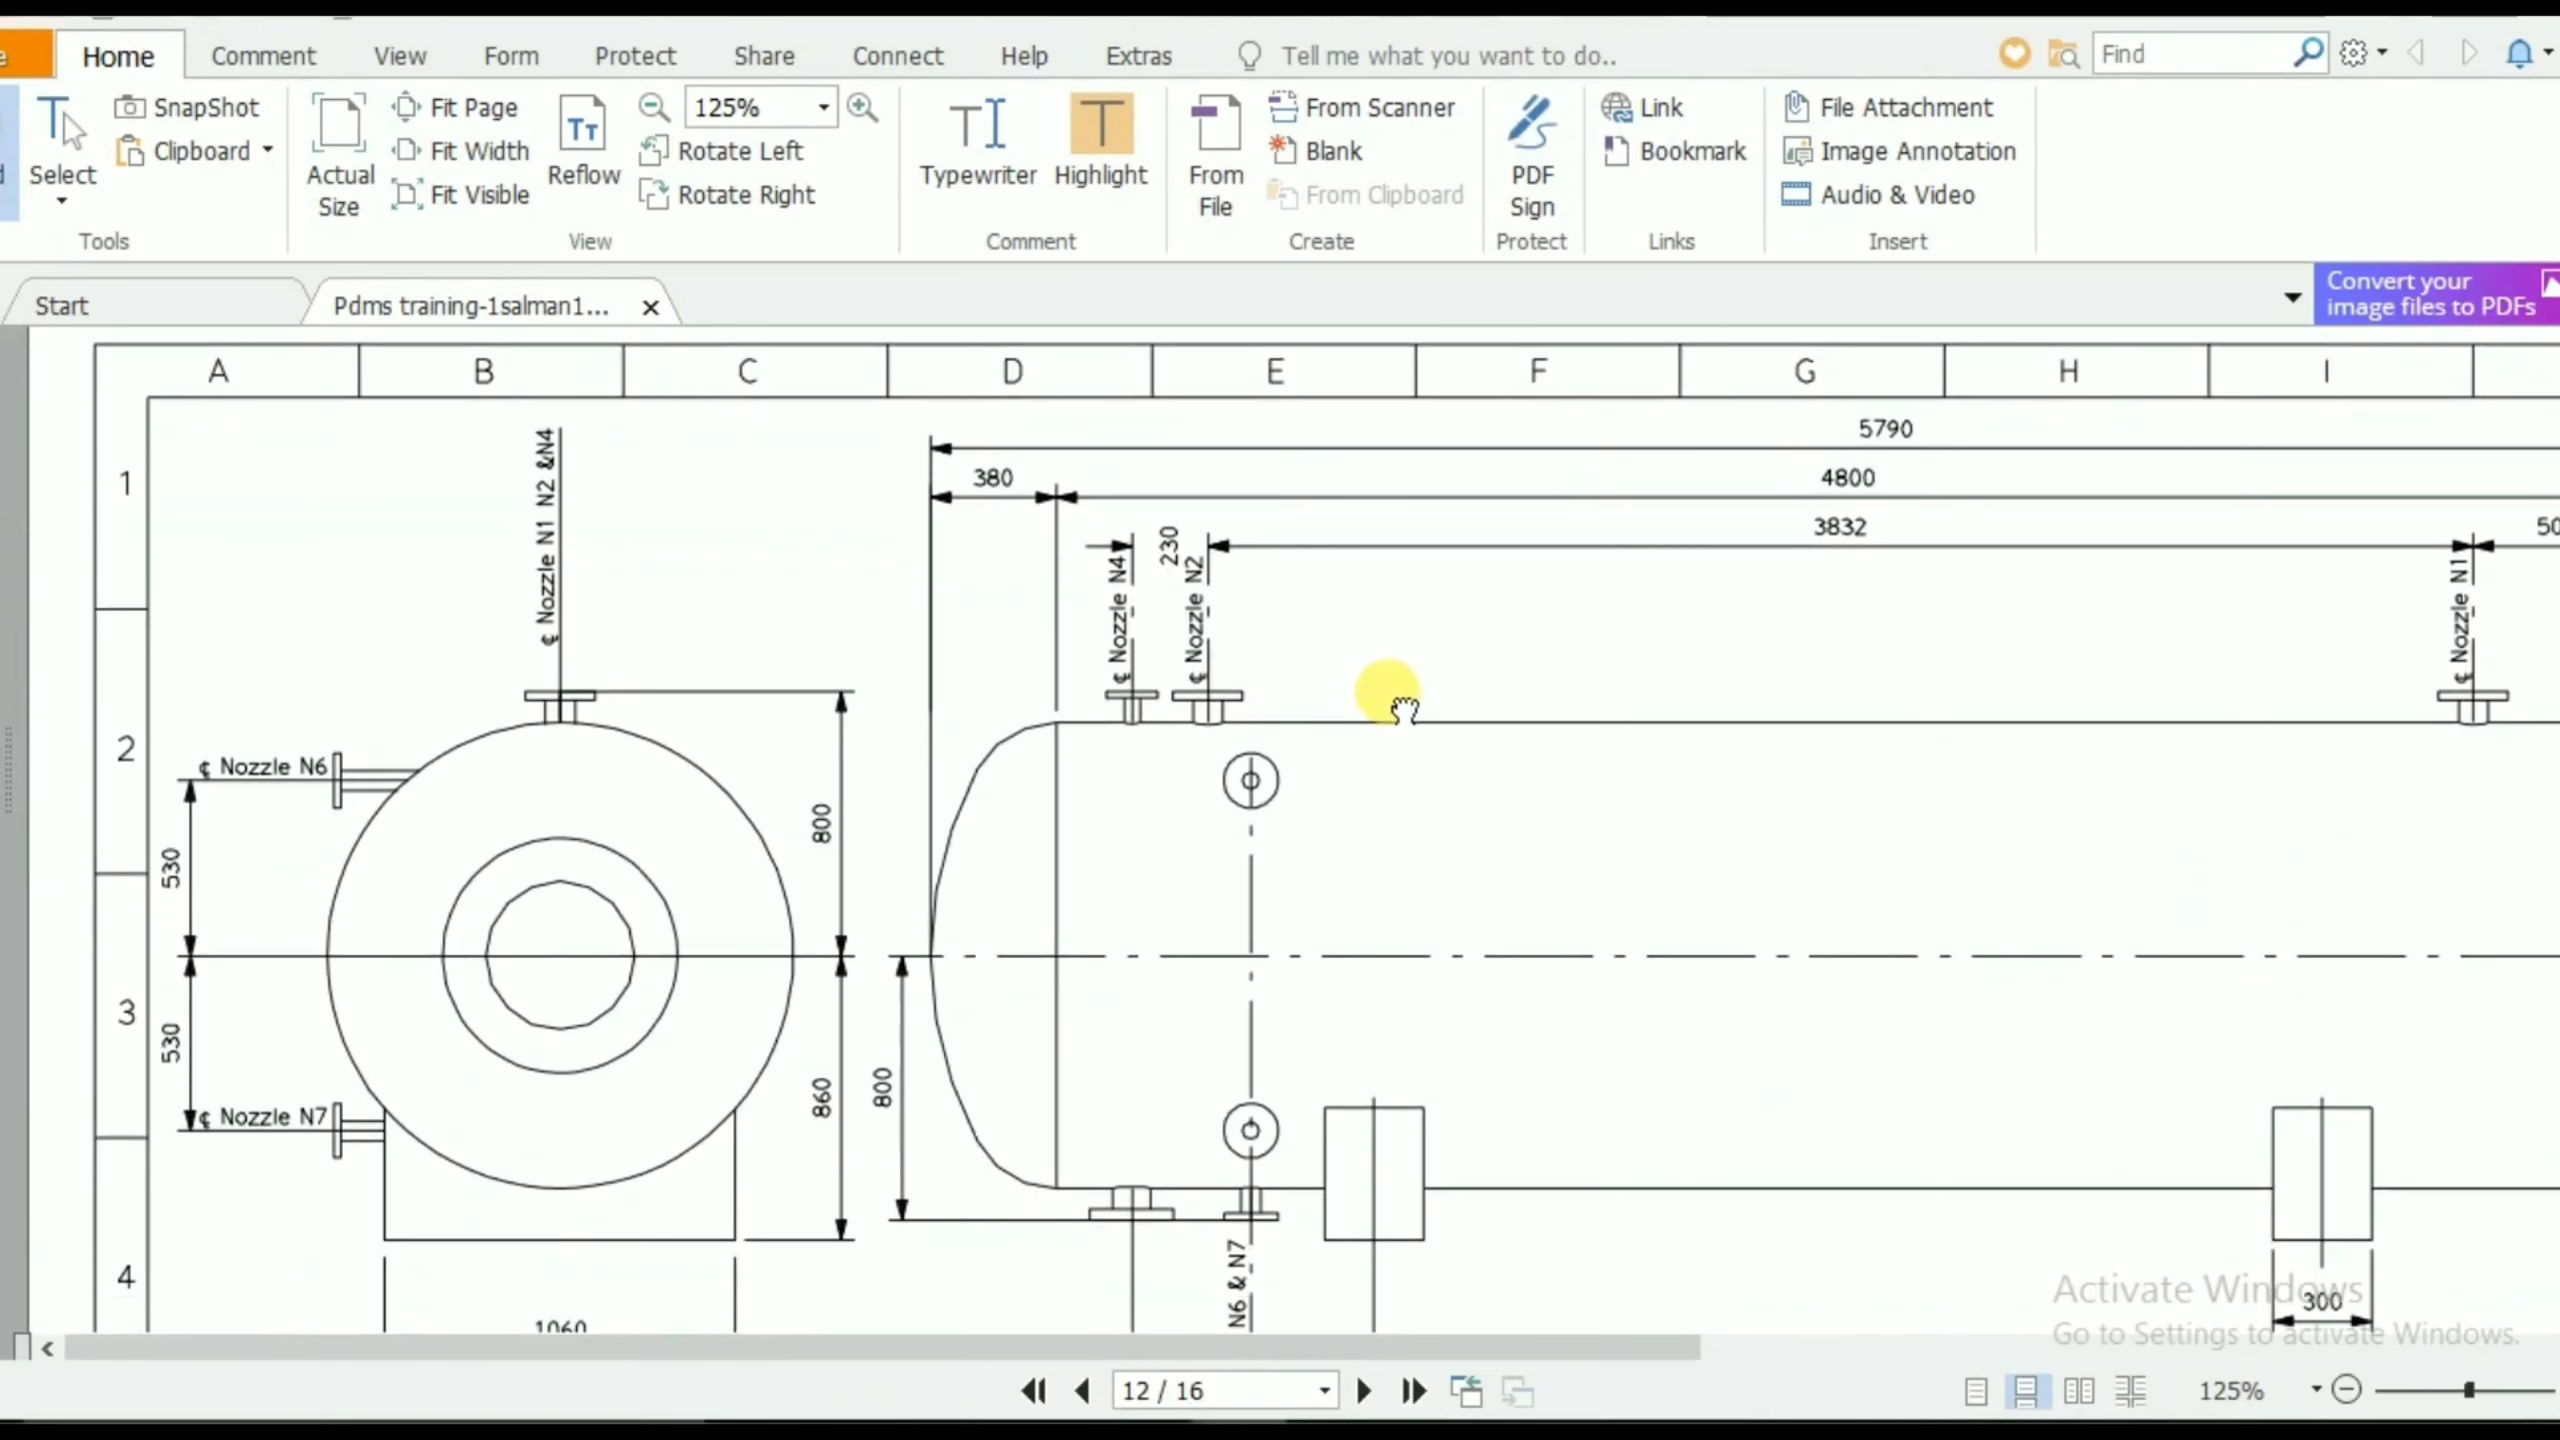 Home Comment View Form Protect Share Connect Help Extras Tell me what you want to do.. Find
Select
SnapShot
Clipboard
Tools
Actual Size
Fit Page
Fit Width
Fit Visible
Reflow
125%
Rotate Left
Rotate Right
View
Typewriter
Highlight
Comment
From File
From Scanner
Blank
From Clipboard
Create
PDF Sign
Protect
Link
Bookmark
Links
File Attachment
Image Annotation
Audio & Video
Insert
Start
Pdms training-1salman1...
Convert your
image files to PDFs
A B C D E F G H I
1
2
3
4
5790
380
4800
230
3832
℄ Nozzle N1 N2 &N4
℄ Nozzle N4
℄ Nozzle N2
℄ Nozzle N1
℄ Nozzle N6
530
530
℄ Nozzle N7
800
860
800
N6 & N7
1060
300
Activate Windows
Go to Settings to activate Windows.
12 / 16
125%